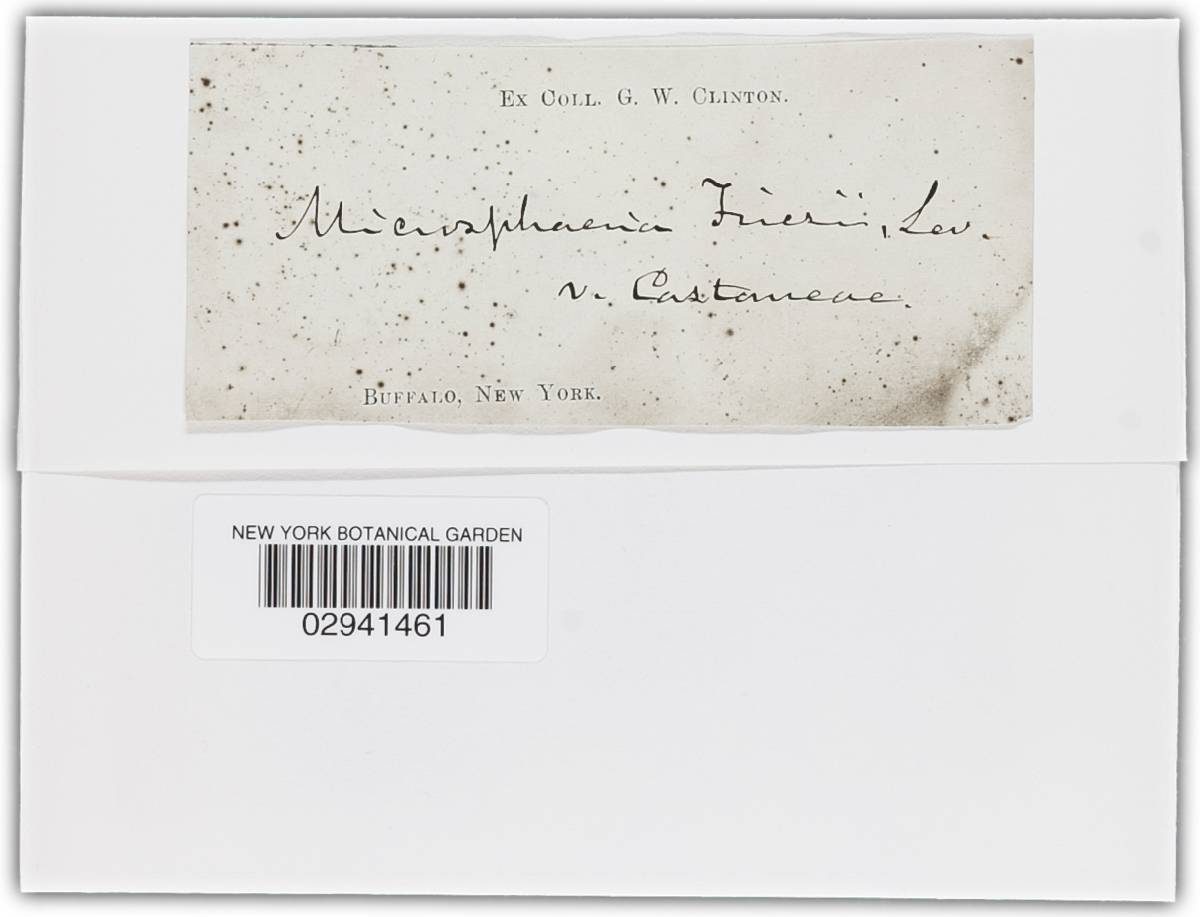 Ex Coll. G. W. Clinton.
Microsphaeria Friesii, Lev.
v. Castaneae.
Buffalo, New York.
NEW YORK BOTANICAL GARDEN
02941461